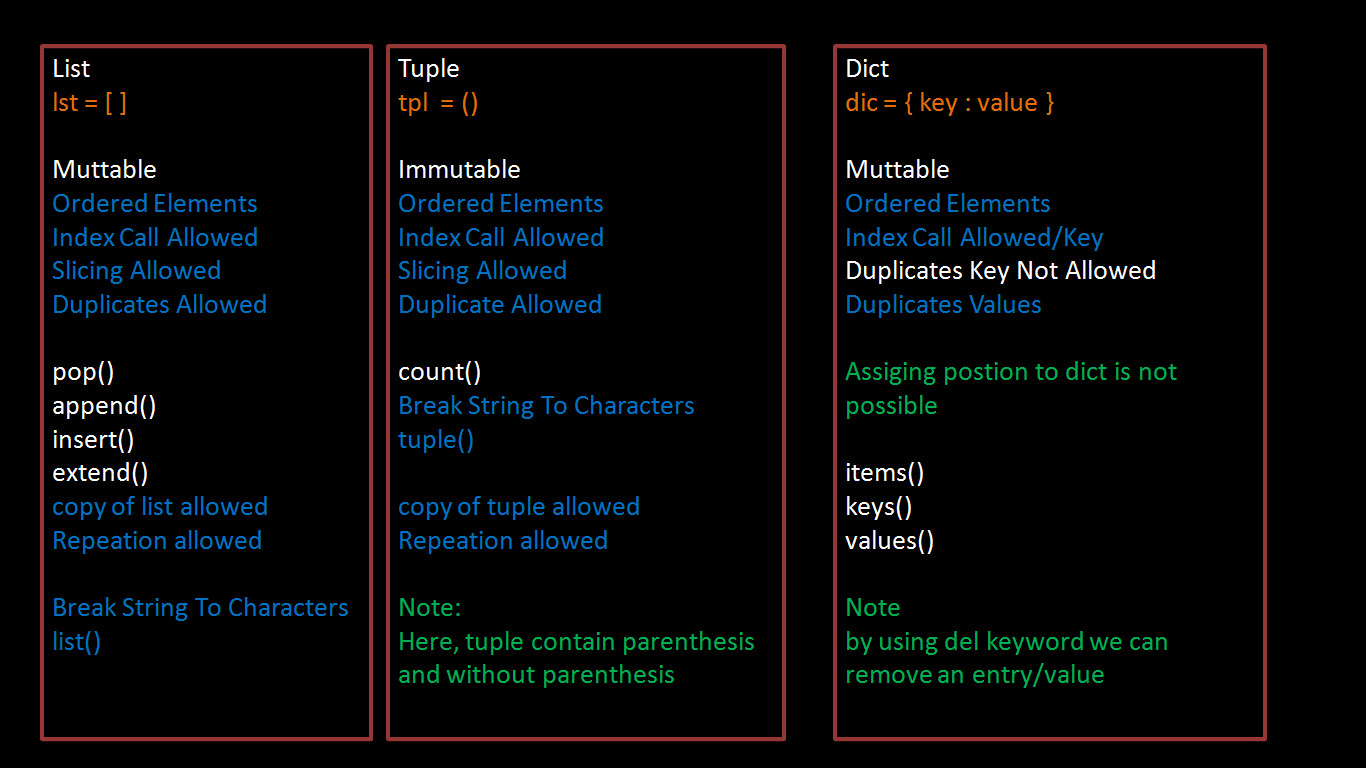 List
lst = [ ]
Muttable
Ordered Elements
Index Call Allowed
Slicing Allowed
Duplicates Allowed
pop()
append()
insert()
extend()
copy of list allowed
Repeation allowed
Break String To Characters
list()
Tuple
tpl = ()
Immutable
Ordered Elements
Index Call Allowed
Slicing Allowed
Duplicate Allowed
count()
Break String To Characters
tuple()
copy of tuple allowed
Repeation allowed
Note:
Here, tuple contain parenthesis
and without parenthesis
Dict
dic = { key : value }
Muttable
Ordered Elements
Index Call Allowed/Key
Duplicates Key Not Allowed
Duplicates Values
Assiging postion to dict is not
possible
items()
keys()
values()
Note
by using del keyword we can
remove an entry/value